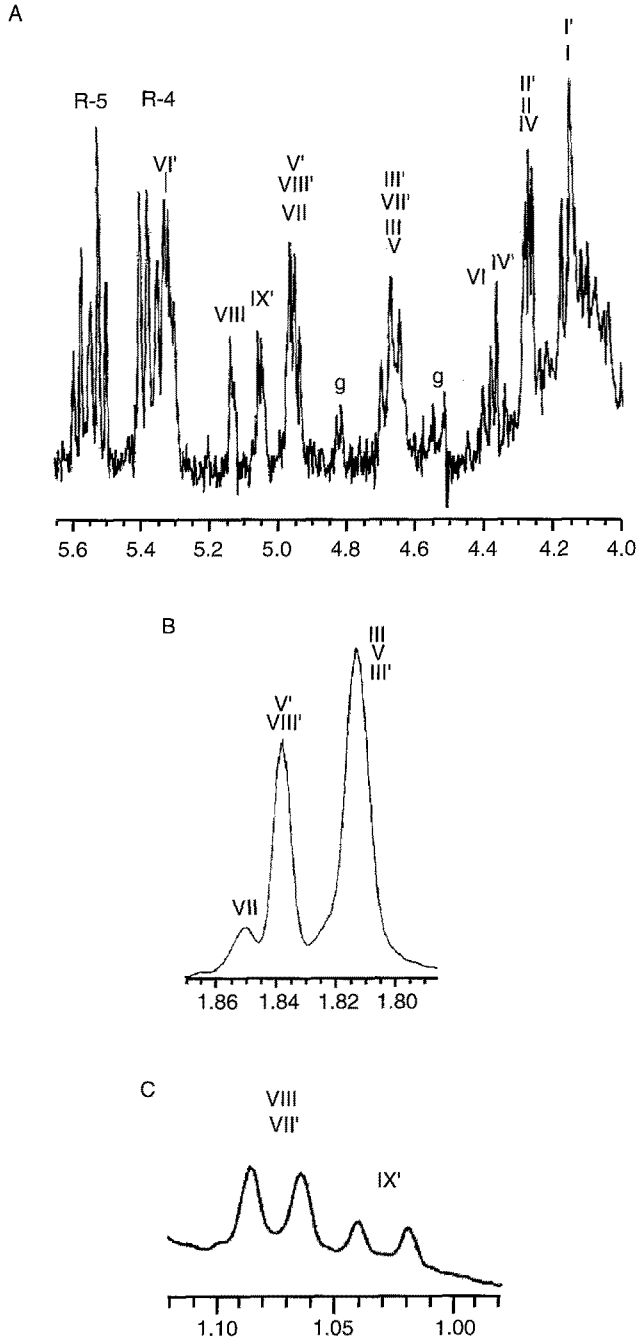 A
I'
I
R-5
R-4
II'
II
IV
VI'
V'
VIII'
VII
III'
VII'
III
V
VIII
IX'
VI
IV'
g
g
5.6
5.4
5.2
5.0
4.8
4.6
4.4
4.2
4.0
B
III
V
III'
V'
VIII'
VII
1.86
1.84
1.82
1.80
C
VIII
VII'
IX'
1.10
1.05
1.00